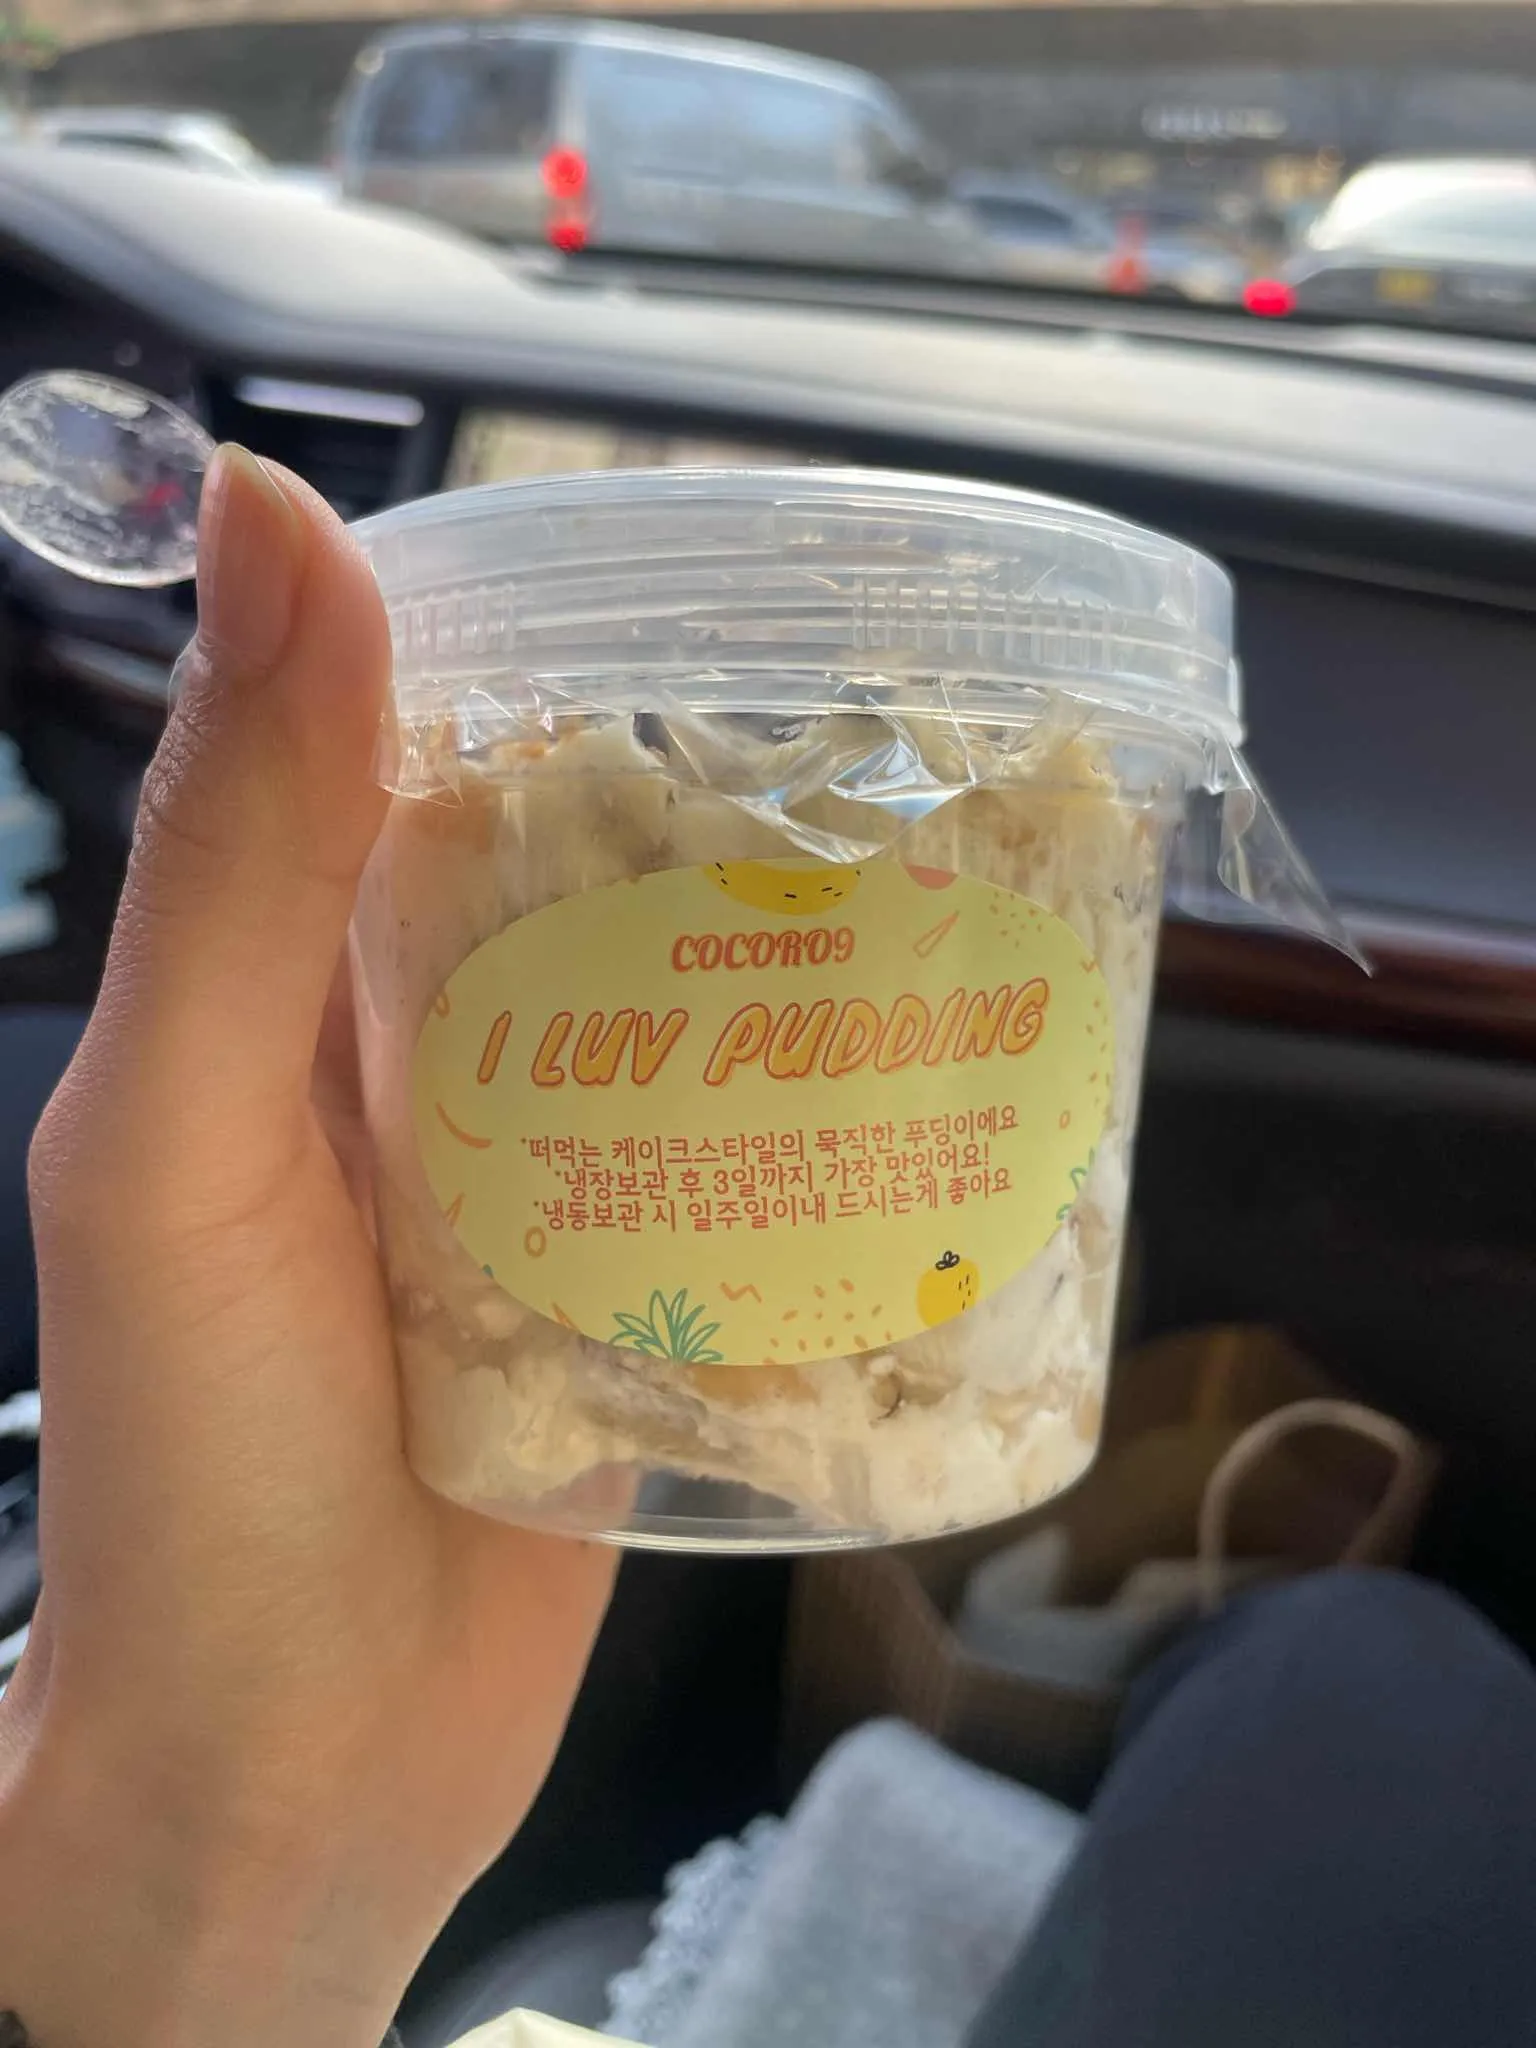 COCORO9
I LUV PUDDING
*떠먹는 케이크스타일의 묵직한 푸딩이에요
*냉장보관 후 3일까지 가장 맛있어요!
*냉동보관 시 일주일이내 드시는게 좋아요